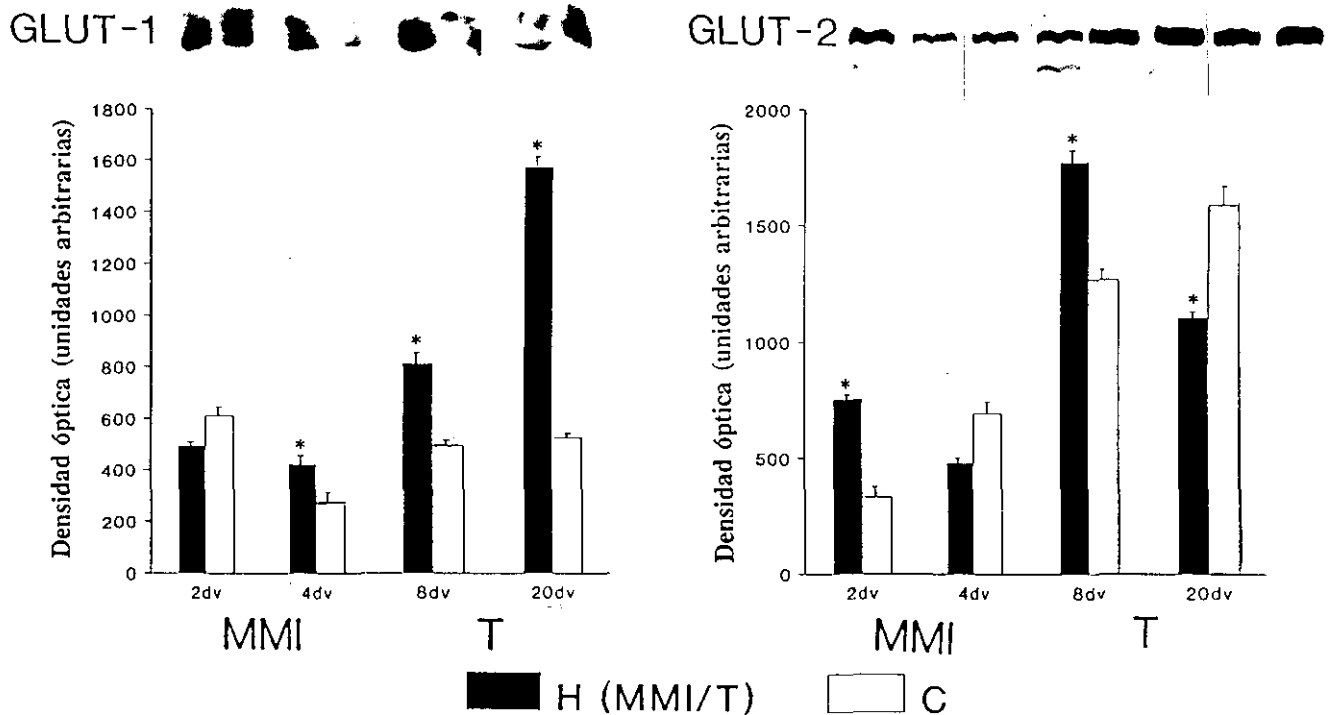 GLUT-1
Densidad óptica (unidades arbitrarias)
1800
1600
1400
1200
1000
800
600
400
200
0
*
*
*
2dv 4dv 8dv 20dv
MMI T
GLUT-2
Densidad óptica (unidades arbitrarias)
2000
1500
1000
500
0
*
*
*
2dv 4dv 8dv 20dv
MMI T
H (MMI/T) C